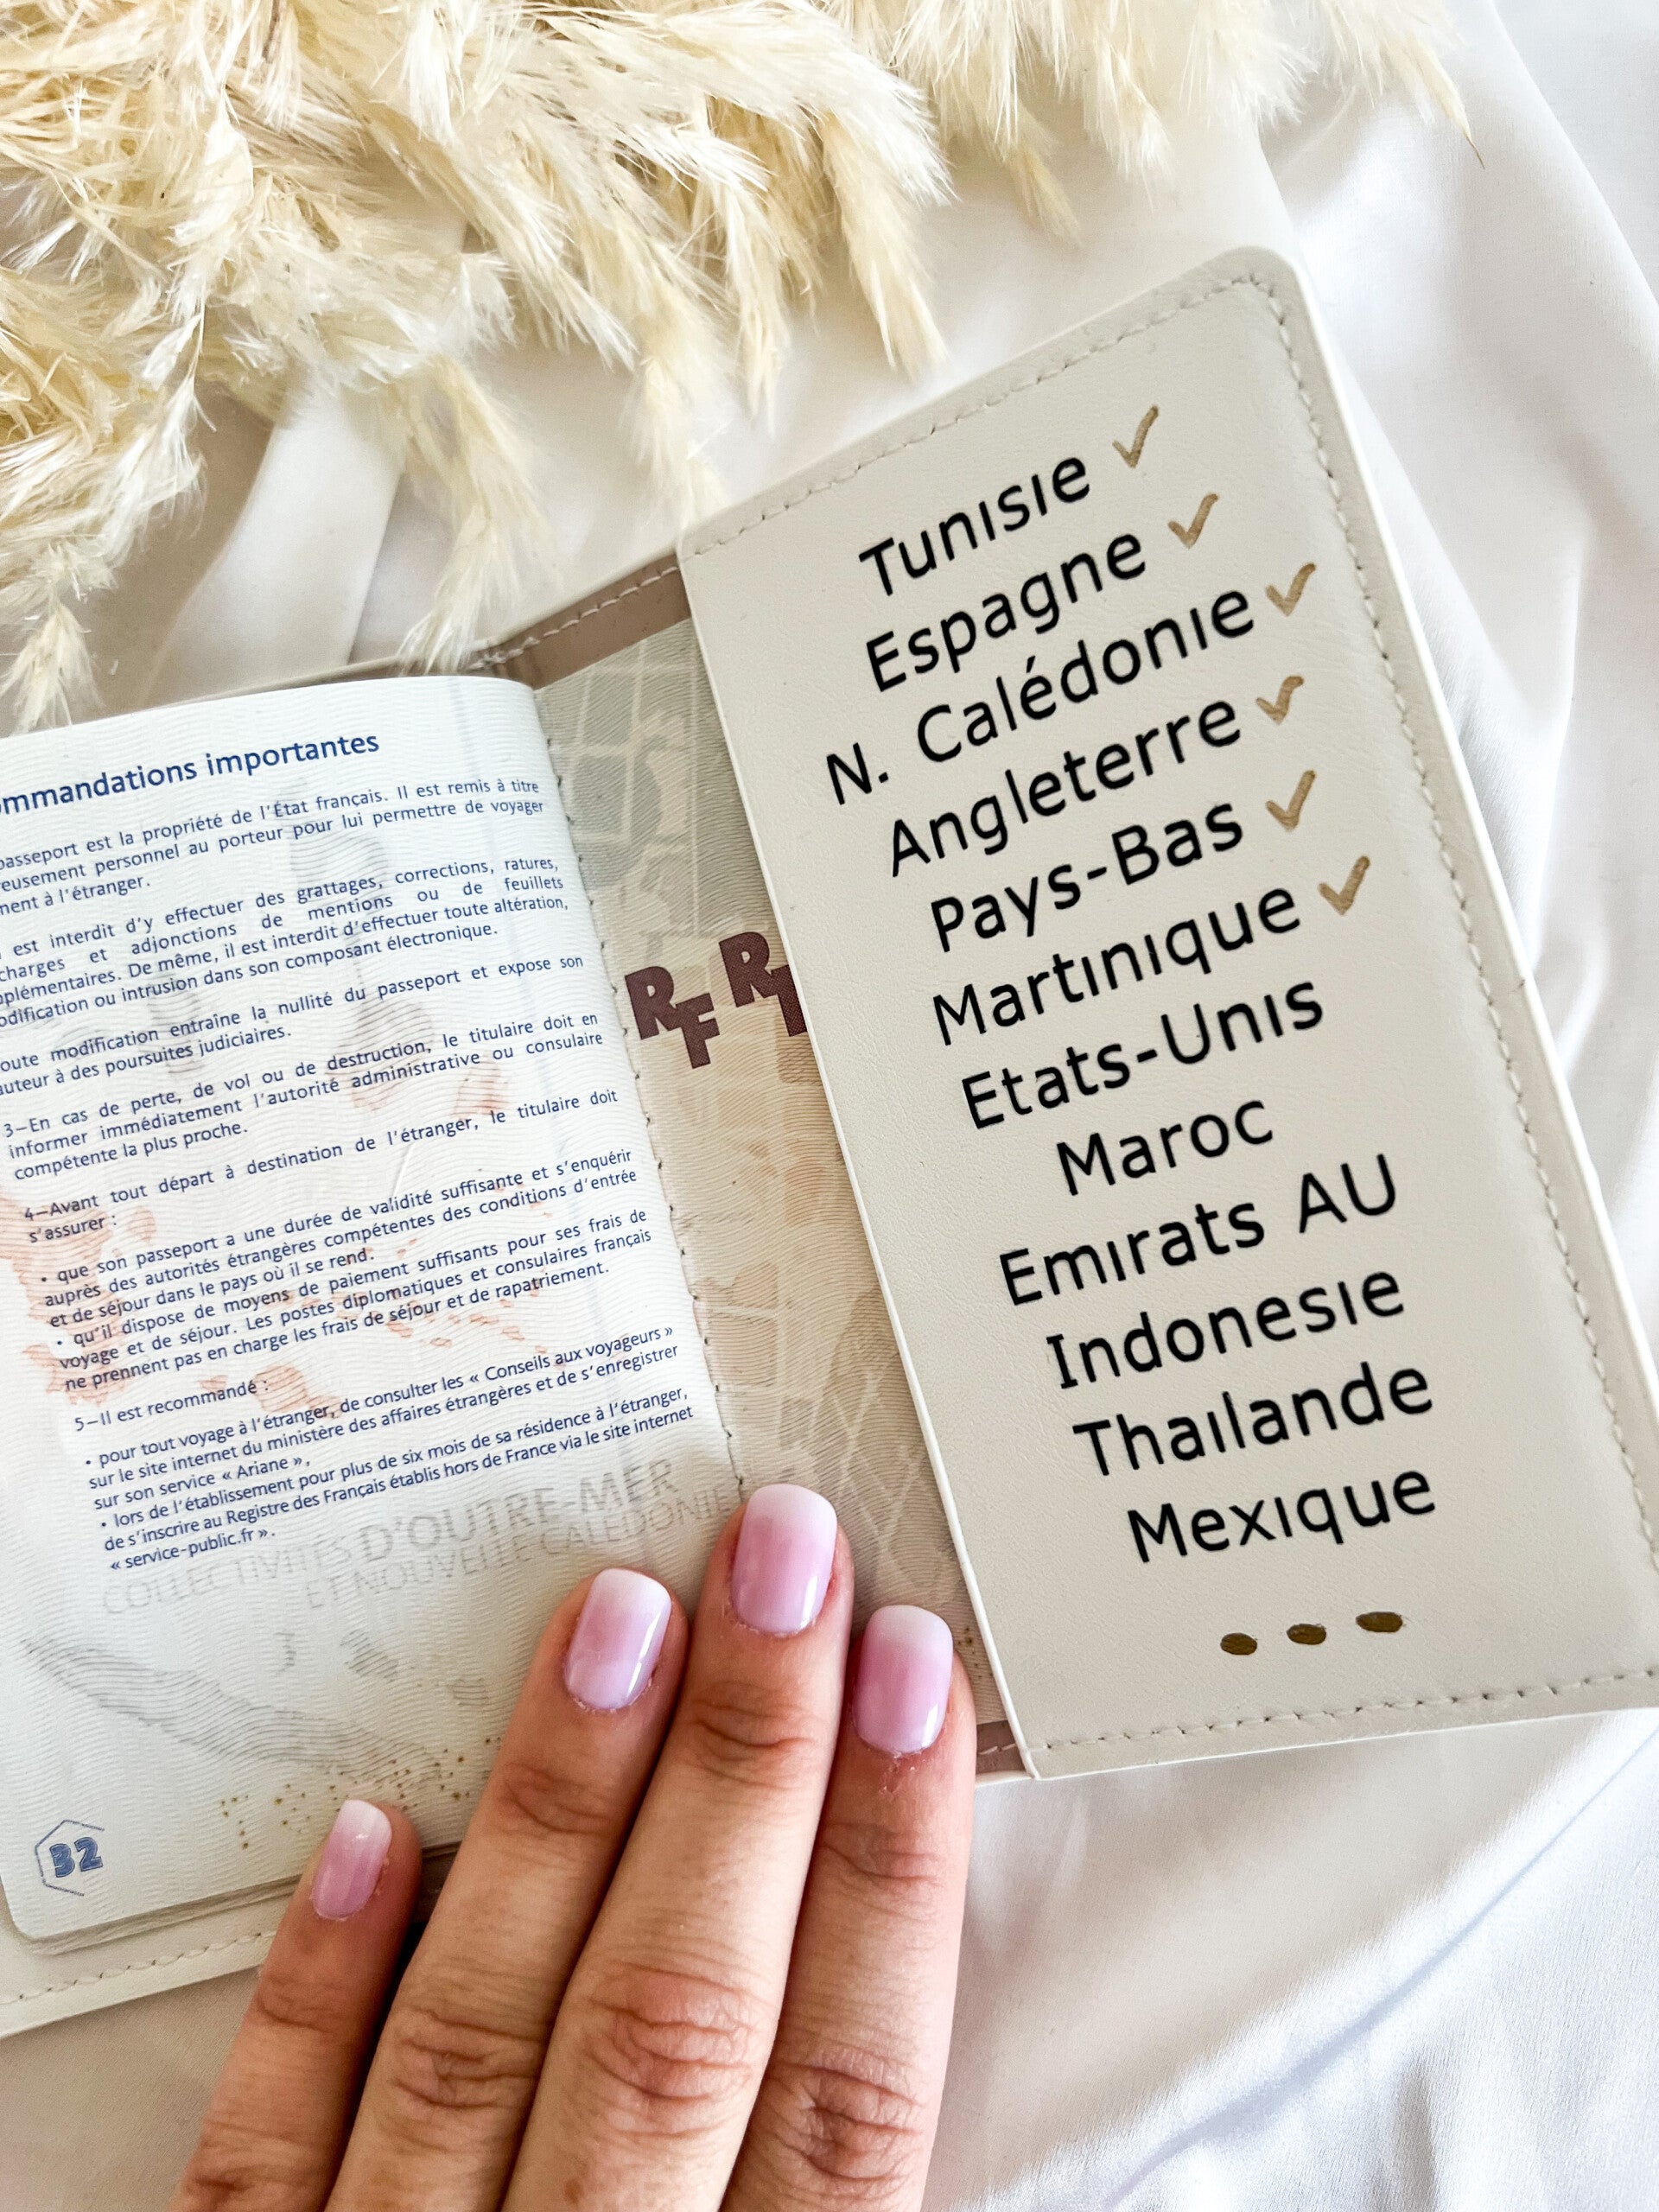 mmandations importantes
passeport est la propriété de l'État français. Il est remis à titre
eusement personnel au porteur pour lui permettre de voyager
ment à l'étranger.
est interdit d'y effectuer des grattages, corrections, ratures,
charges et adjonctions de mentions ou de feuillets
plémentaires. De même, il est interdit d'effectuer toute altération,
odification ou intrusion dans son composant électronique.
oute modification entraîne la nullité du passeport et expose son
auteur à des poursuites judiciaires.
3–En cas de perte, de vol ou de destruction, le titulaire doit en
informer immédiatement l'autorité administrative ou consulaire
compétente la plus proche.
4–Avant tout départ à destination de l'étranger, le titulaire doit
s'assurer :
• que son passeport a une durée de validité suffisante et s'enquérir
auprès des autorités étrangères compétentes des conditions d'entrée
et de séjour dans le pays où il se rend.
• qu'il dispose de moyens de paiement suffisants pour ses frais de
voyage et de séjour. Les postes diplomatiques et consulaires français
ne prennent pas en charge les frais de séjour et de rapatriement.
5–Il est recommandé :
• pour tout voyage à l'étranger, de consulter les « Conseils aux voyageurs »
sur le site internet du ministère des affaires étrangères et de s'enregistrer
sur son service « Ariane »,
• lors de l'établissement pour plus de six mois de sa résidence à l'étranger,
de s'inscrire au Registre des Français établis hors de France via le site internet
« service-public.fr ».
COLLECTIVITÉS D'OUTRE-MER
ET NOUVELLE CALÉDONIE
32
RF R
Tunisie ✓
Espagne ✓
N. Calédonie ✓
Angleterre ✓
Pays-Bas ✓
Martinique ✓
Etats-Unis
Maroc
Emirats AU
Indonesie
Thailande
Mexique
...